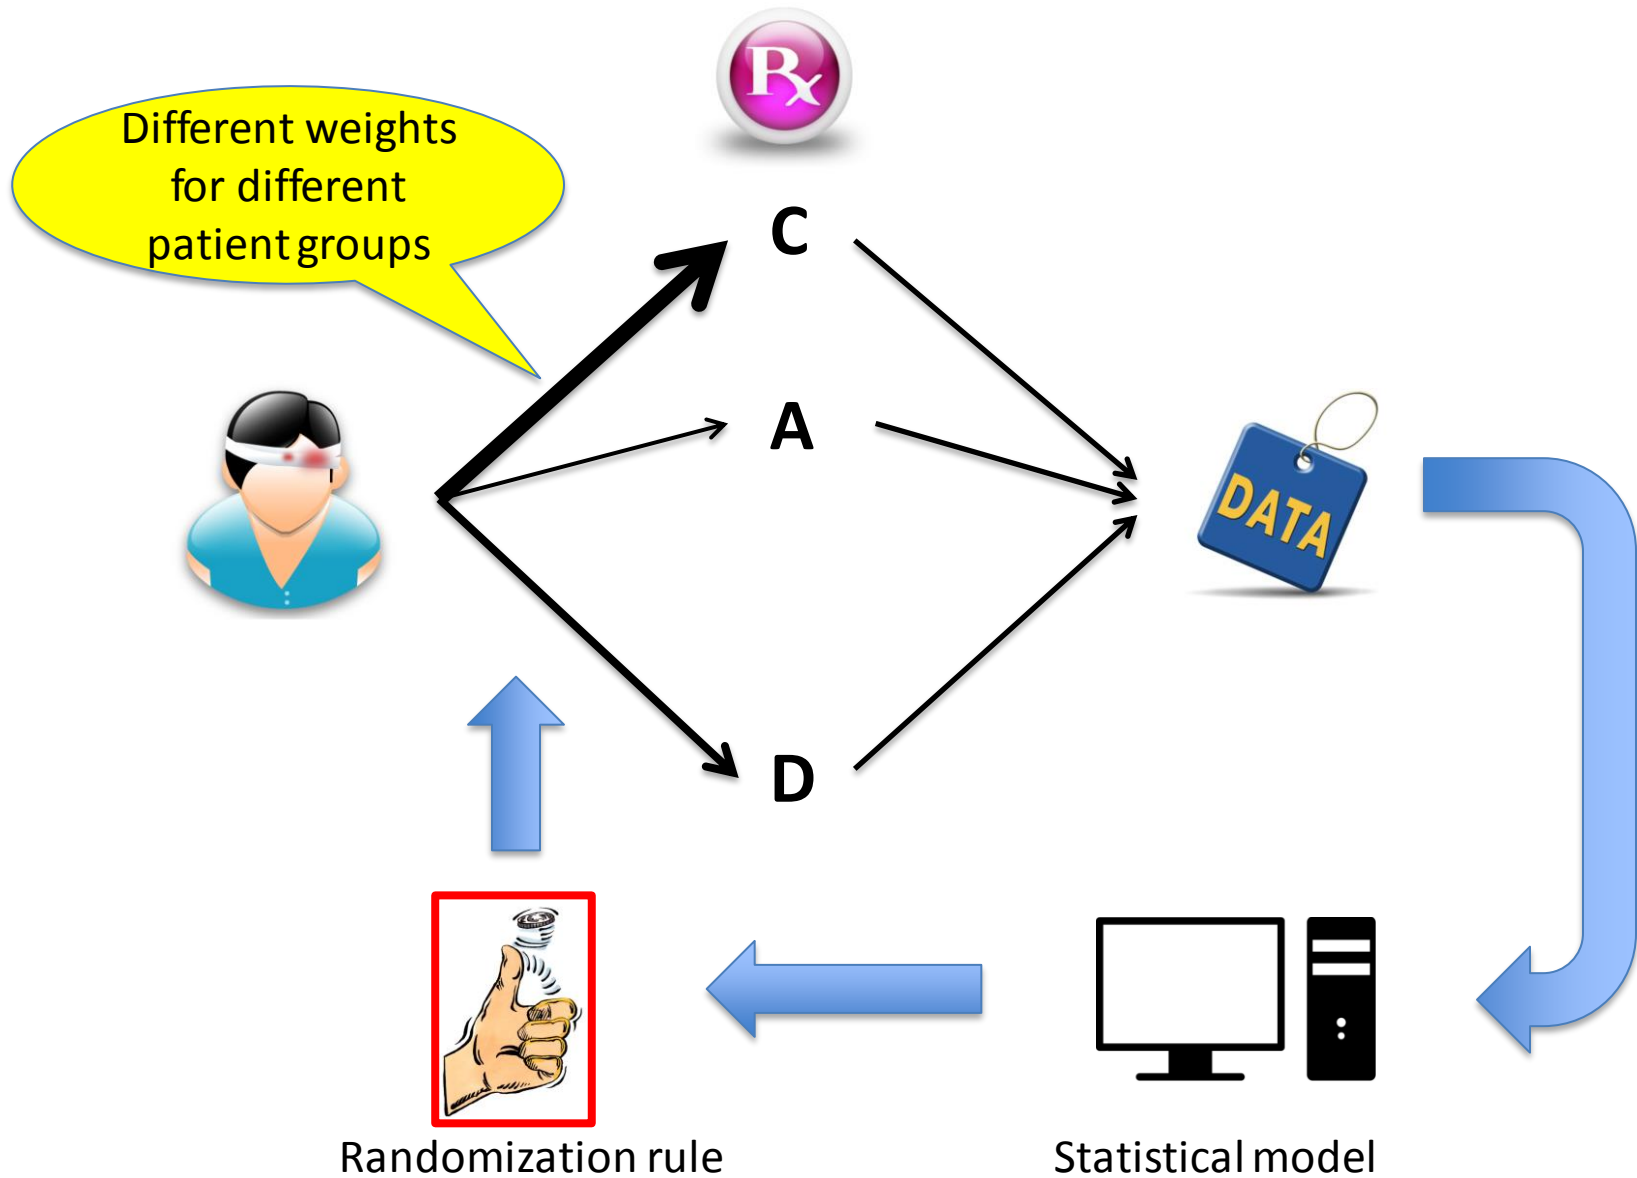 Rx
Different weights
for different
patient groups
C
A
DATA
D
Randomization rule
Statistical model